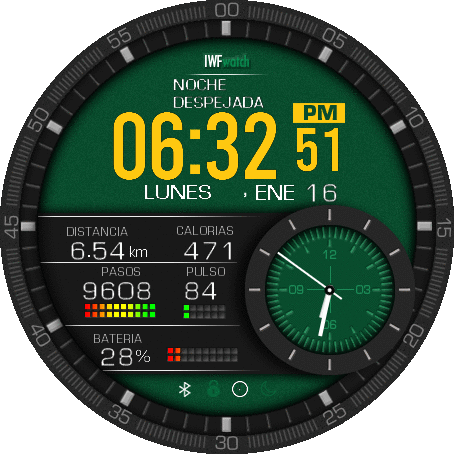 00
55
05
IWFwatch
NOCHE
DESPEJADA
50
10
06:32
PM
51
LUNES , ENE 16
45
15
DISTANCIA
CALORIAS
6.54 km
471
PASOS
PULSO
9608
84
12
09
03
06
BATERIA
28%
40
20
35
25
30